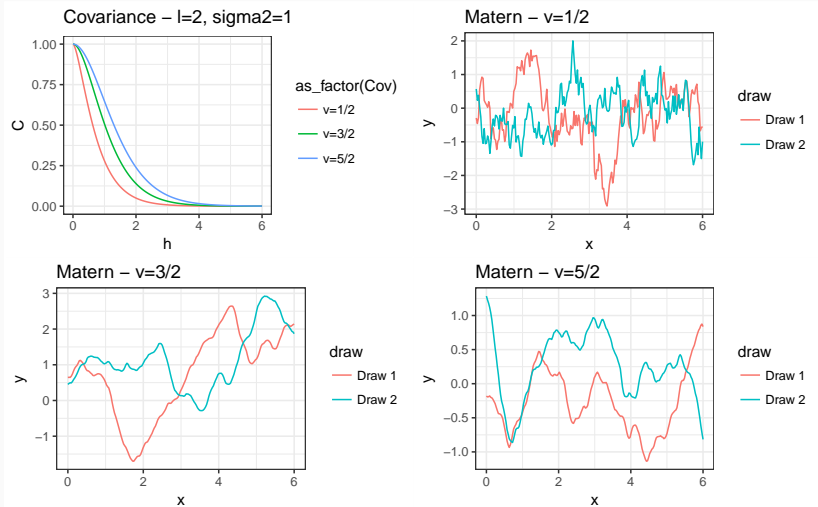 Covariance − l=2, sigma2=1
1.00
0.75
0.50
0.25
0.00
C
0
2
4
6
h
as_factor(Cov)
v=1/2
v=3/2
v=5/2
Matern − v=1/2
2
1
0
−1
−2
−3
y
0
2
4
6
x
draw
Draw 1
Draw 2
Matern − v=3/2
3
2
1
0
−1
y
0
2
4
6
x
draw
Draw 1
Draw 2
Matern − v=5/2
1.0
0.5
0.0
−0.5
−1.0
y
0
2
4
6
x
draw
Draw 1
Draw 2